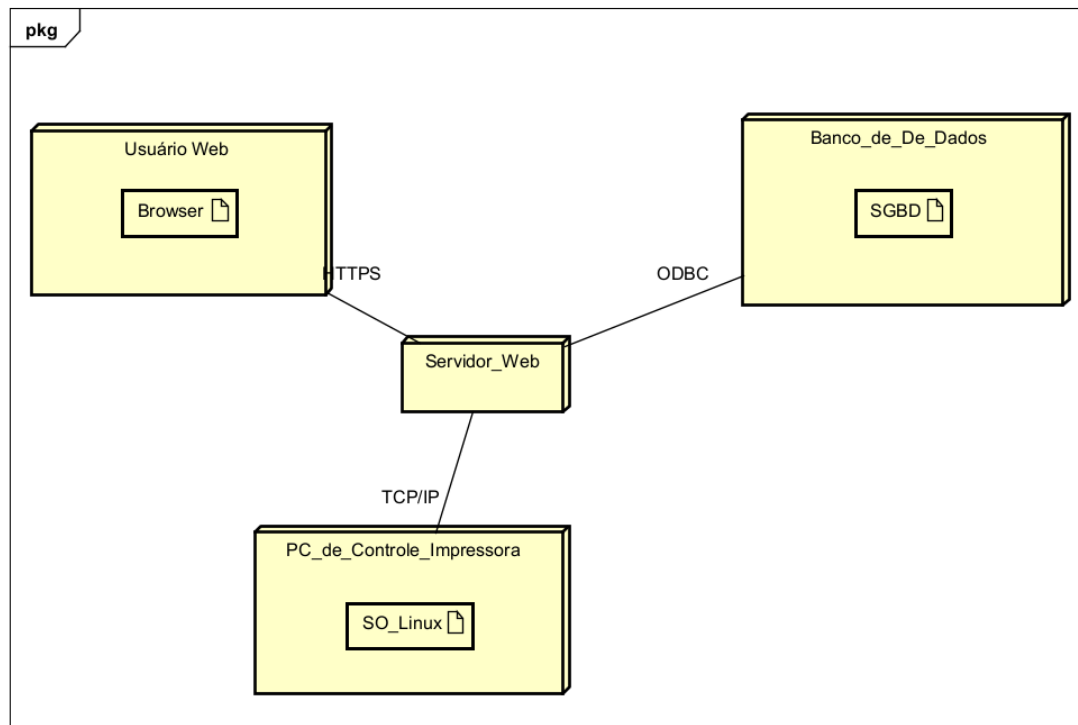 pkg
Usuário Web
Browser
Banco_de_De_Dados
SGBD
HTTPS
ODBC
Servidor_Web
TCP/IP
PC_de_Controle_Impressora
SO_Linux